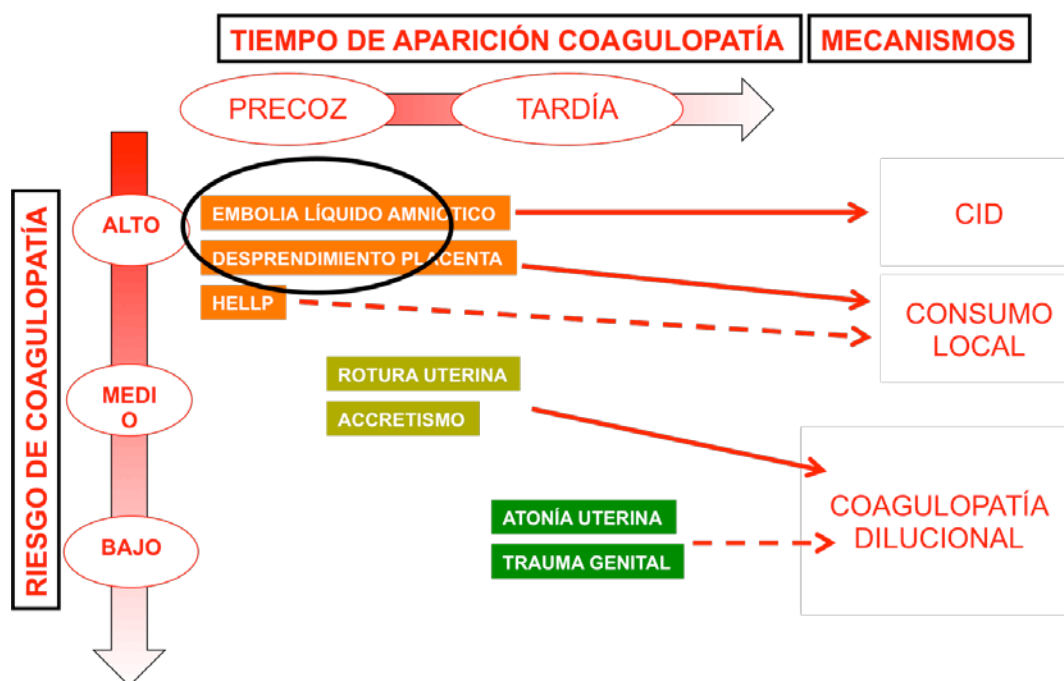 TIEMPO DE APARICIÓN COAGULOPATÍA
MECANISMOS
PRECOZ
TARDÍA
RIESGO DE COAGULOPATÍA
ALTO
EMBOLIA LÍQUIDO AMNIÓTICO
CID
DESPRENDIMIENTO PLACENTA
HELLP
CONSUMO
LOCAL
MEDI
O
ROTURA UTERINA
ACCRETISMO
COAGULOPATÍA
DILUCIONAL
BAJO
ATONÍA UTERINA
TRAUMA GENITAL